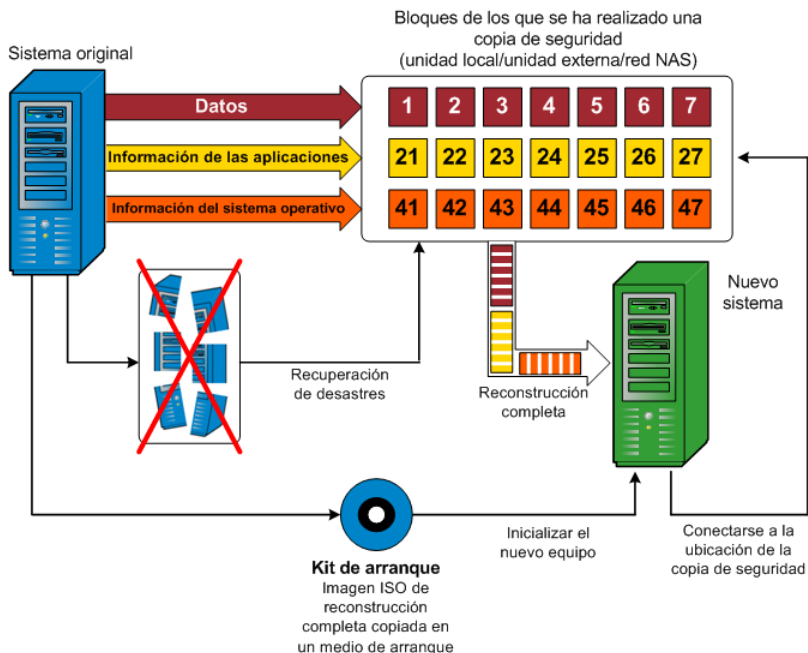 Bloques de los que se ha realizado una
copia de seguridad
(unidad local/unidad externa/red NAS)
Sistema original
Datos
1 2 3 4 5 6 7
Información de las aplicaciones
21 22 23 24 25 26 27
Información del sistema operativo
41 42 43 44 45 46 47
Nuevo
sistema
Recuperación
de desastres
Reconstrucción
completa
Inicializar el
nuevo equipo
Conectarse a la
ubicación de la
copia de seguridad
Kit de arranque
Imagen ISO de
reconstrucción
completa copiada en
un medio de arranque